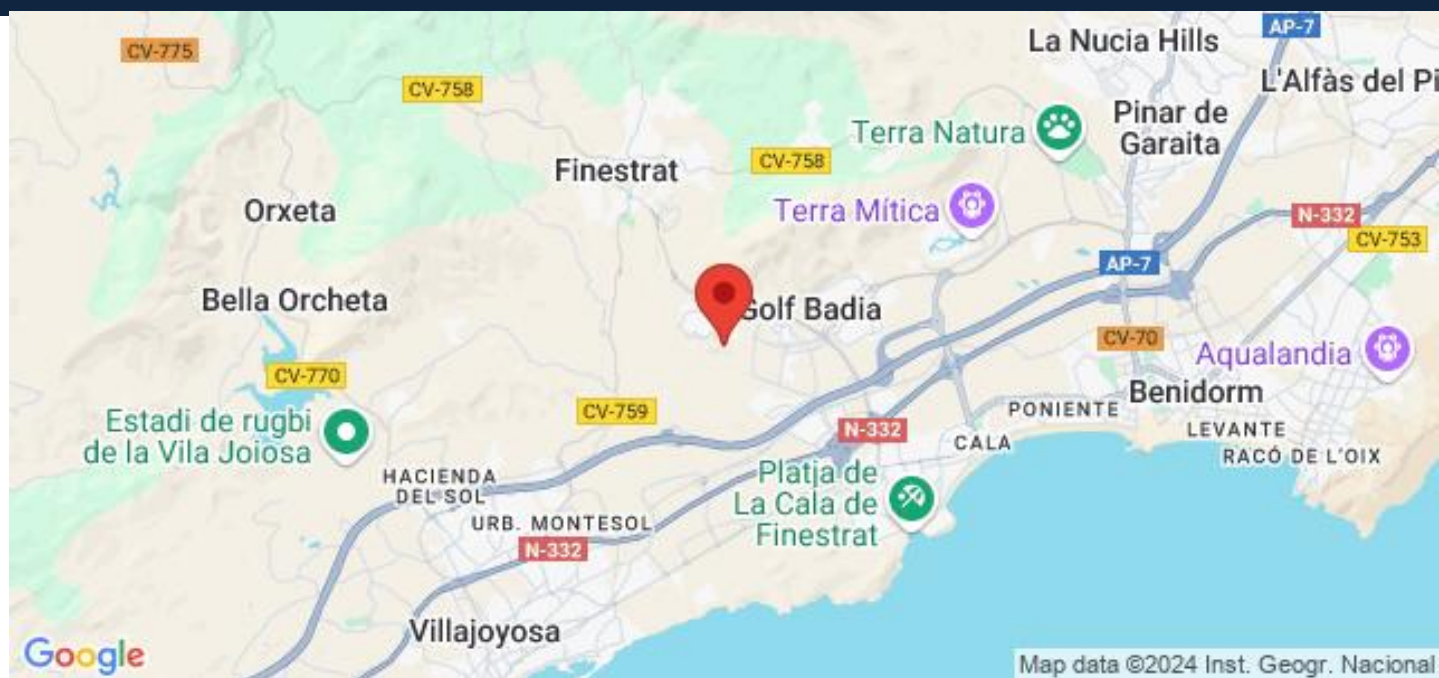 AP-7
La Nucia Hills
CV-775
L'Alfàs del Pi
CV-758
Pinar de
Garaita
Terra Natura
CV-758
Finestrat
Terra Mítica
Orxeta
N-332
CV-753
AP-7
Bella Orcheta
Golf Badia
CV-70
Aqualandia
CV-770
Benidorm
Estadi de rugbi
de la Vila Joiosa
CV-759
PONIENTE
N-332
LEVANTE
CALA
RACÓ DE L'OIX
HACIENDA
DEL SOL
Platja de
La Cala de
Finestrat
URB. MONTESOL
N-332
Villajoyosa
Google
Map data ©2024 Inst. Geogr. Nacional